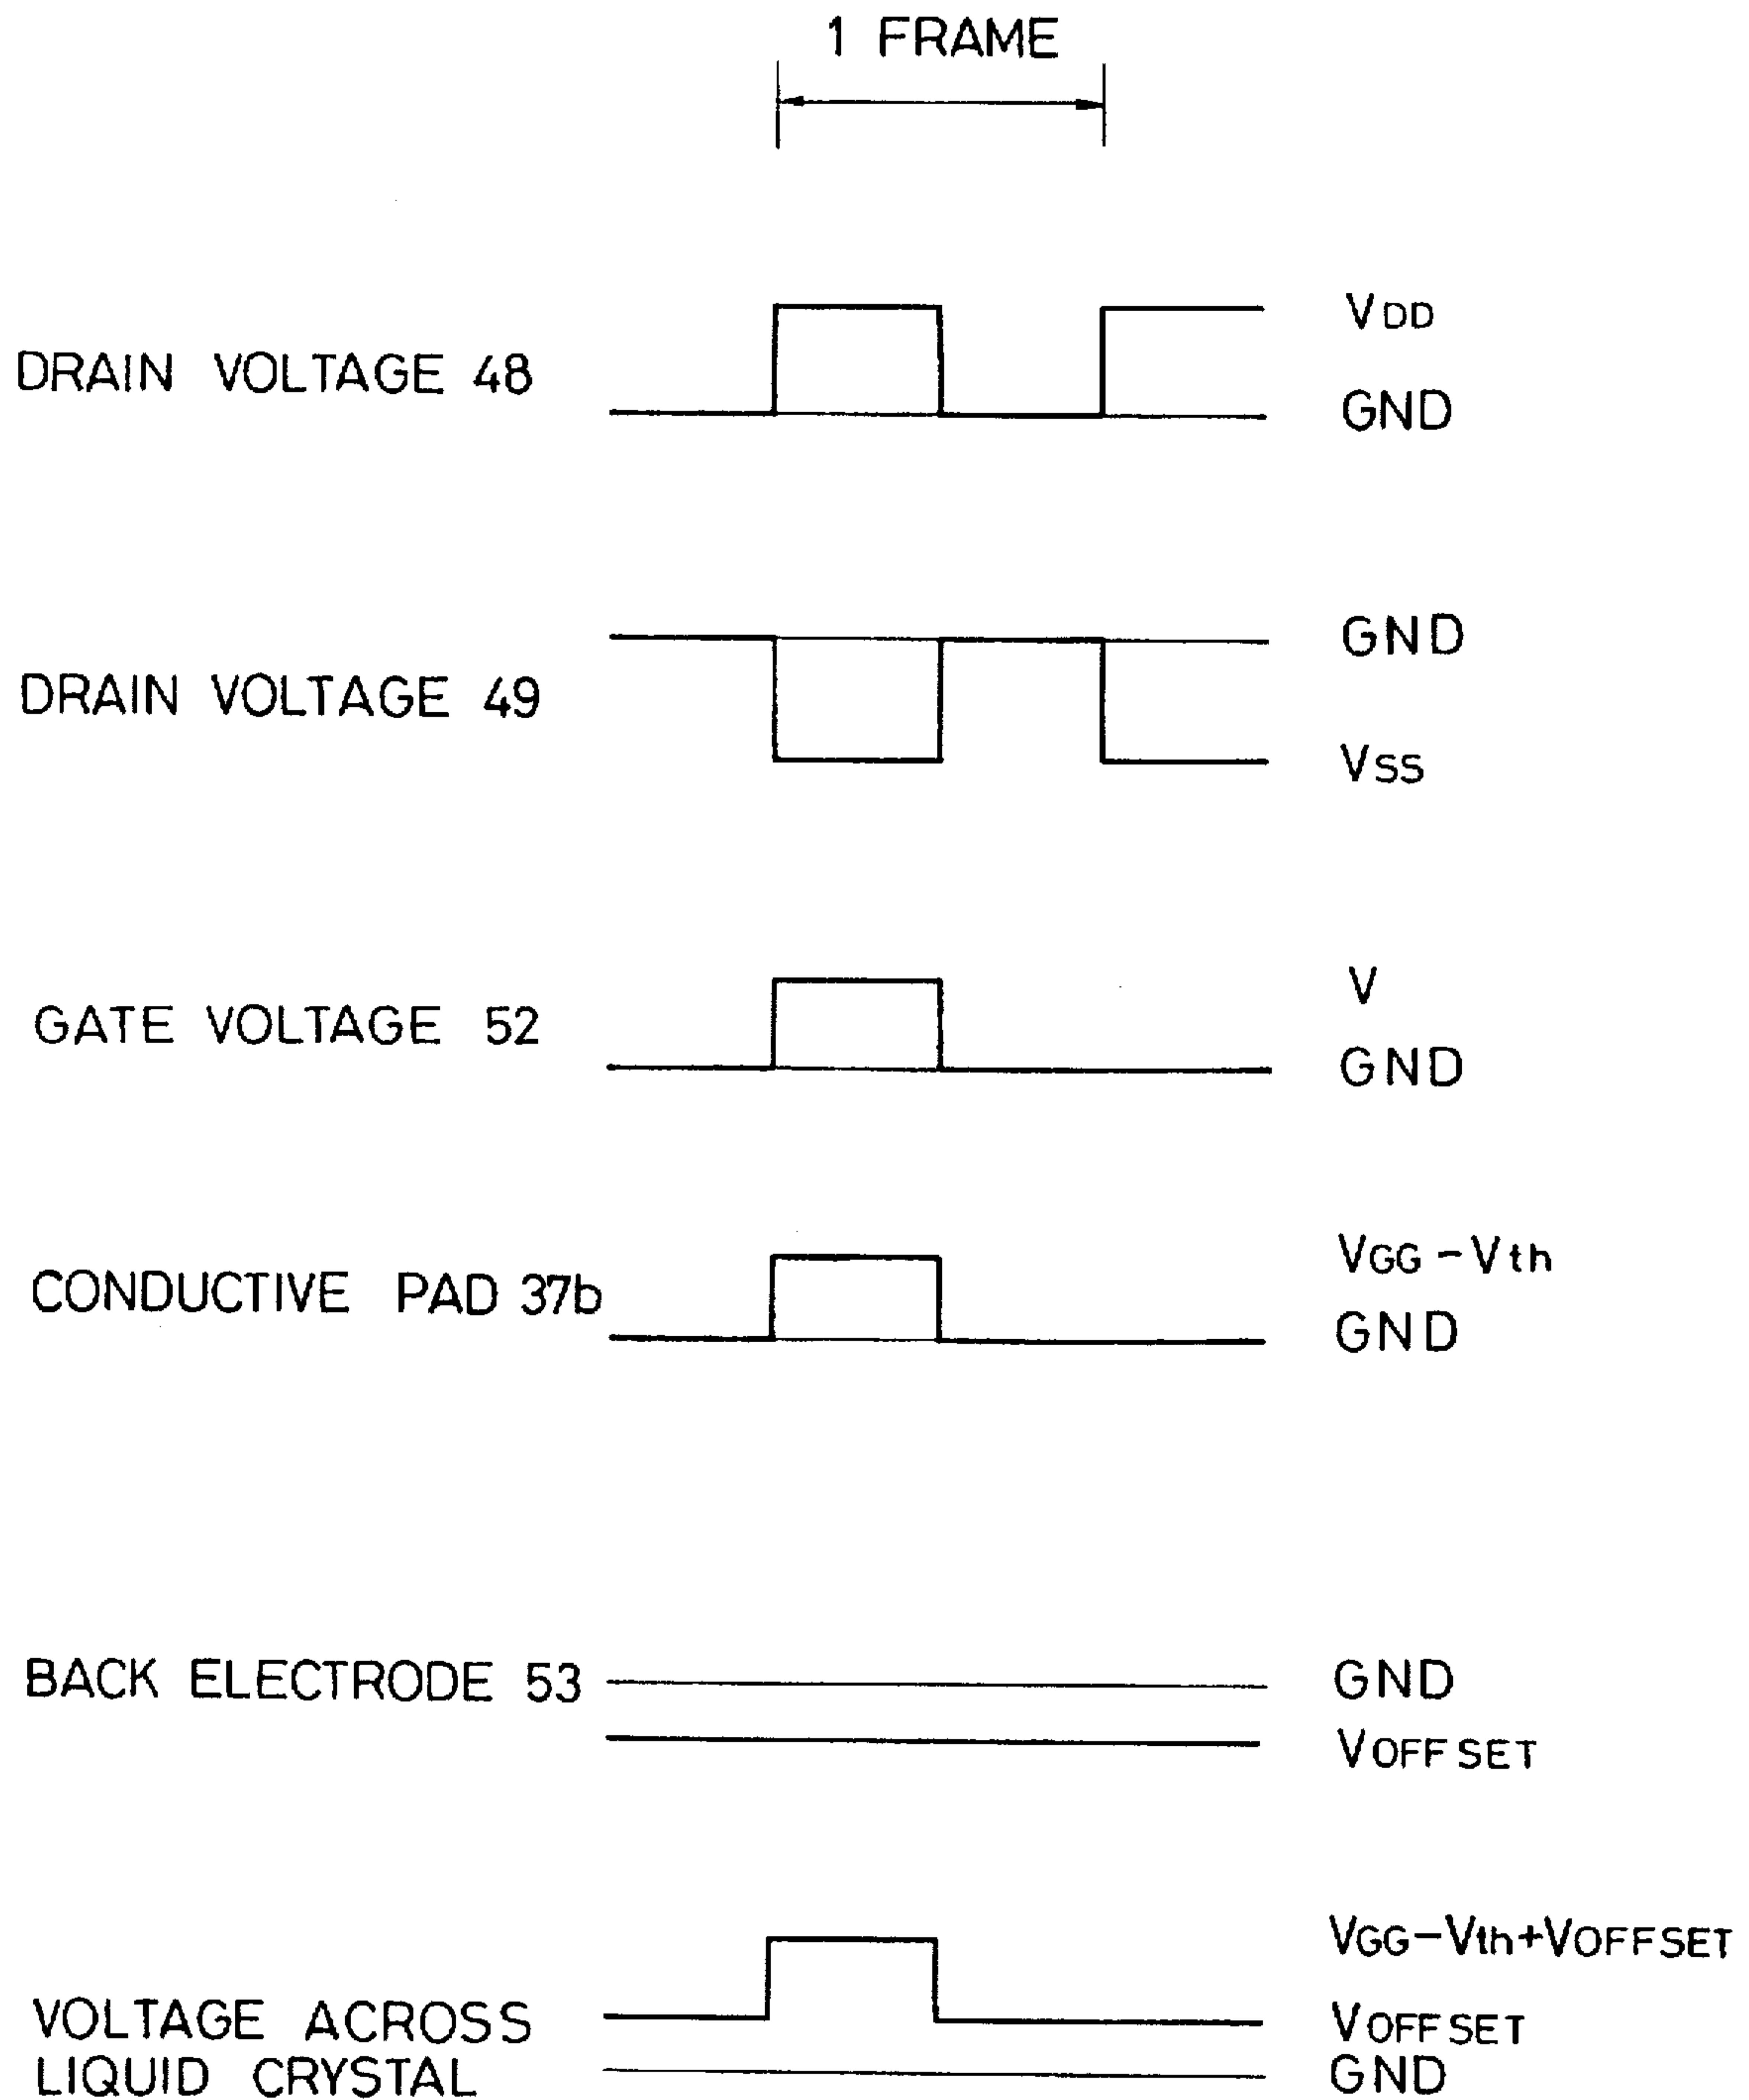 1 FRAME
VDD
DRAIN VOLTAGE 48
GND
GND
DRAIN VOLTAGE 49
VSS
V
GATE VOLTAGE 52
GND
VGG-Vth
CONDUCTIVE PAD 37b
GND
BACK ELECTRODE 53
GND
VOFFSET
VGG-Vth+VOFFSET
VOLTAGE ACROSS
VOFFSET
LIQUID CRYSTAL
GND